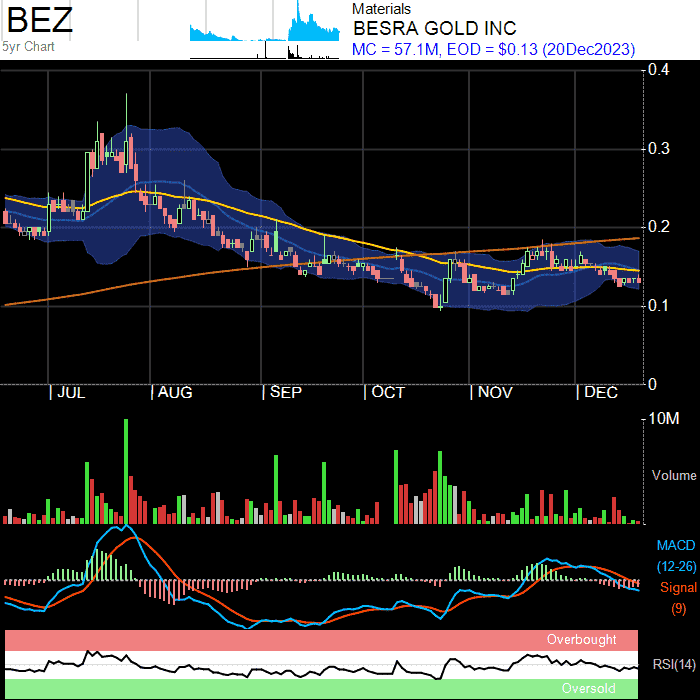 BEZ
5yr Chart
Materials
BESRA GOLD INC
MC = 57.1M, EOD = $0.13 (20Dec2023)
0.4
0.3
0.2
0.1
0
| JUL | AUG | SEP | OCT | NOV | DEC
10M
Volume
MACD
(12-26)
Signal
(9)
Overbought
RSI(14)
Oversold